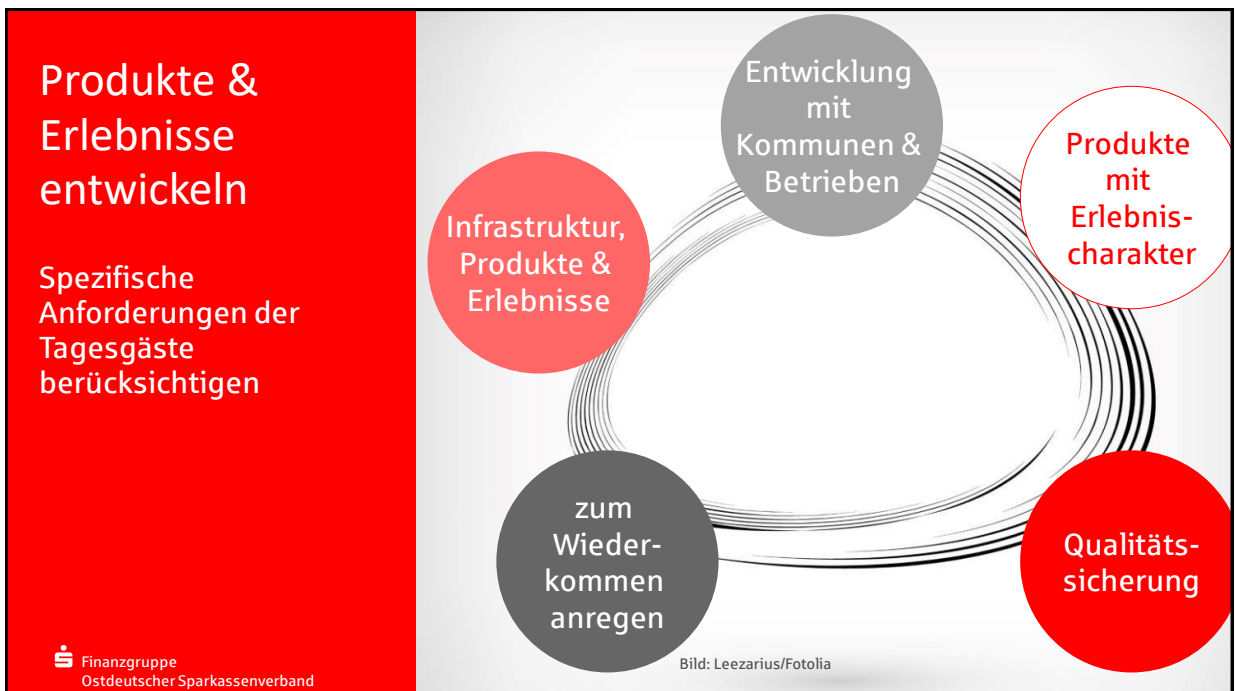 Produkte &
Erlebnisse
entwickeln
Spezifische
Anforderungen der
Tagesgäste
berücksichtigen
Infrastruktur,
Produkte &
Erlebnisse
Entwicklung
mit
Kommunen &
Betrieben
Produkte
mit
Erlebnis-
charakter
Qualitäts-
sicherung
zum
Wieder-
kommen
anregen
Finanzgruppe
Ostdeutscher Sparkassenverband
Bild: Leezarius/Fotolia